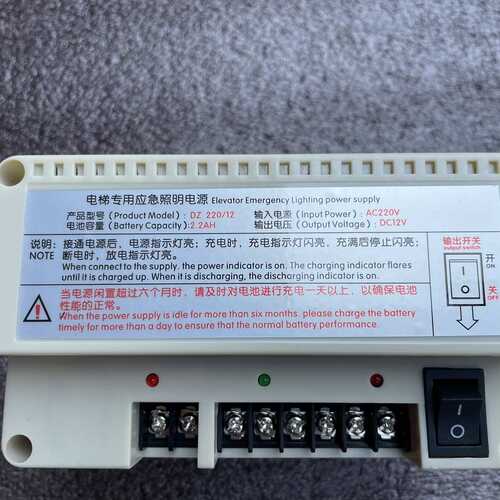 电梯专用应急照明电源 Elevator Emergency Lighting power supply
产品型号 (Product Model) : DZ 220/12 输入电源 (Input Power) : AC220V
电池容量 (Battery Capacity) : 2.2AH 输出电压 (Output Voltage) : DC12V
说明: 接通电源后，电源指示灯亮；充电时，充电指示灯闪亮，充满后停止闪亮；
NOTE 断电时，放电指示灯亮。
When connect to the supply, the power indicator is on. The charging indicator flares
until it is charged up. When it is discharging, the discharging indicator is on.
当电源闲置超过六个月时，请及时对电池进行充电一天以上，以确保电池
性能的正常。
When the power supply is idle for more than six months, please charge the battery
timely for more than a day to ensure that the normal battery performance.
输出开关
Output switch
开
ON
关
OFF